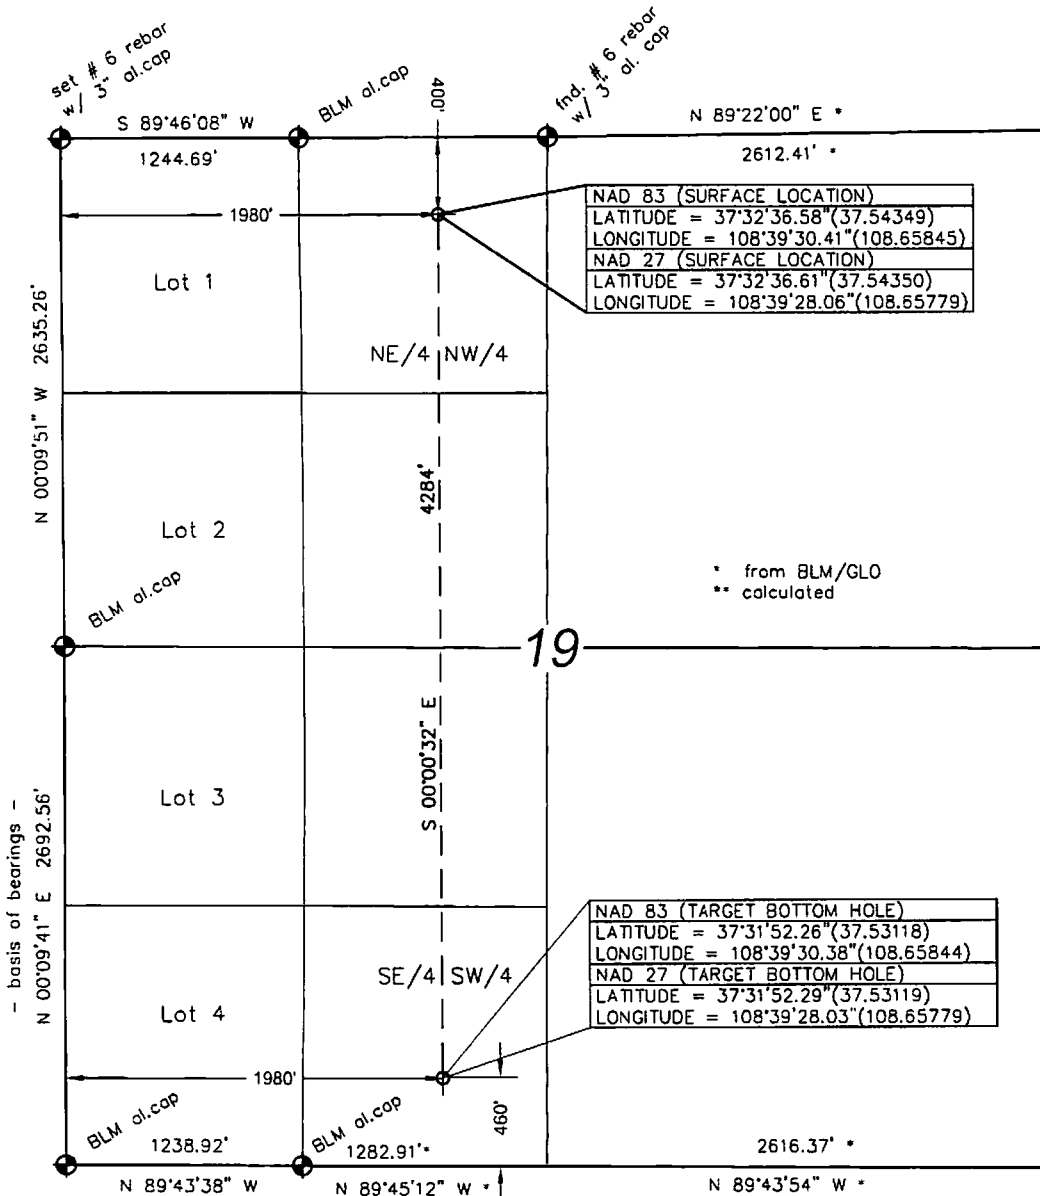 set # 6 rebar
w/ 3" al.cap
BLM al.cap
400'
fnd. # 6 rebar
w/ 3" al. cap
S 89°46'08" W
1244.69'
N 89°22'00" E *
2612.41' *
1980'
NAD 83 (SURFACE LOCATION)
LATITUDE = 37°32'36.58"(37.54349)
LONGITUDE = 108°39'30.41"(108.65845)
NAD 27 (SURFACE LOCATION)
LATITUDE = 37°32'36.61"(37.54350)
LONGITUDE = 108°39'28.06"(108.65779)
Lot 1
N 00°09'51" W 2635.26'
NE/4 NW/4
4284'
Lot 2
* from BLM/GLO
** calculated
BLM al.cap
19
S 00°00'32" E
Lot 3
- basis of bearings -
N 00°09'41" E 2692.56'
NAD 83 (TARGET BOTTOM HOLE)
LATITUDE = 37°31'52.26"(37.53118)
LONGITUDE = 108°39'30.38"(108.65844)
NAD 27 (TARGET BOTTOM HOLE)
LATITUDE = 37°31'52.29"(37.53119)
LONGITUDE = 108°39'28.03"(108.65779)
SE/4 SW/4
Lot 4
1980'
460'
BLM al.cap
1238.92'
BLM al.cap
1282.91'*
2616.37' *
N 89°43'38" W
N 89°45'12" W *
N 89°43'54" W *